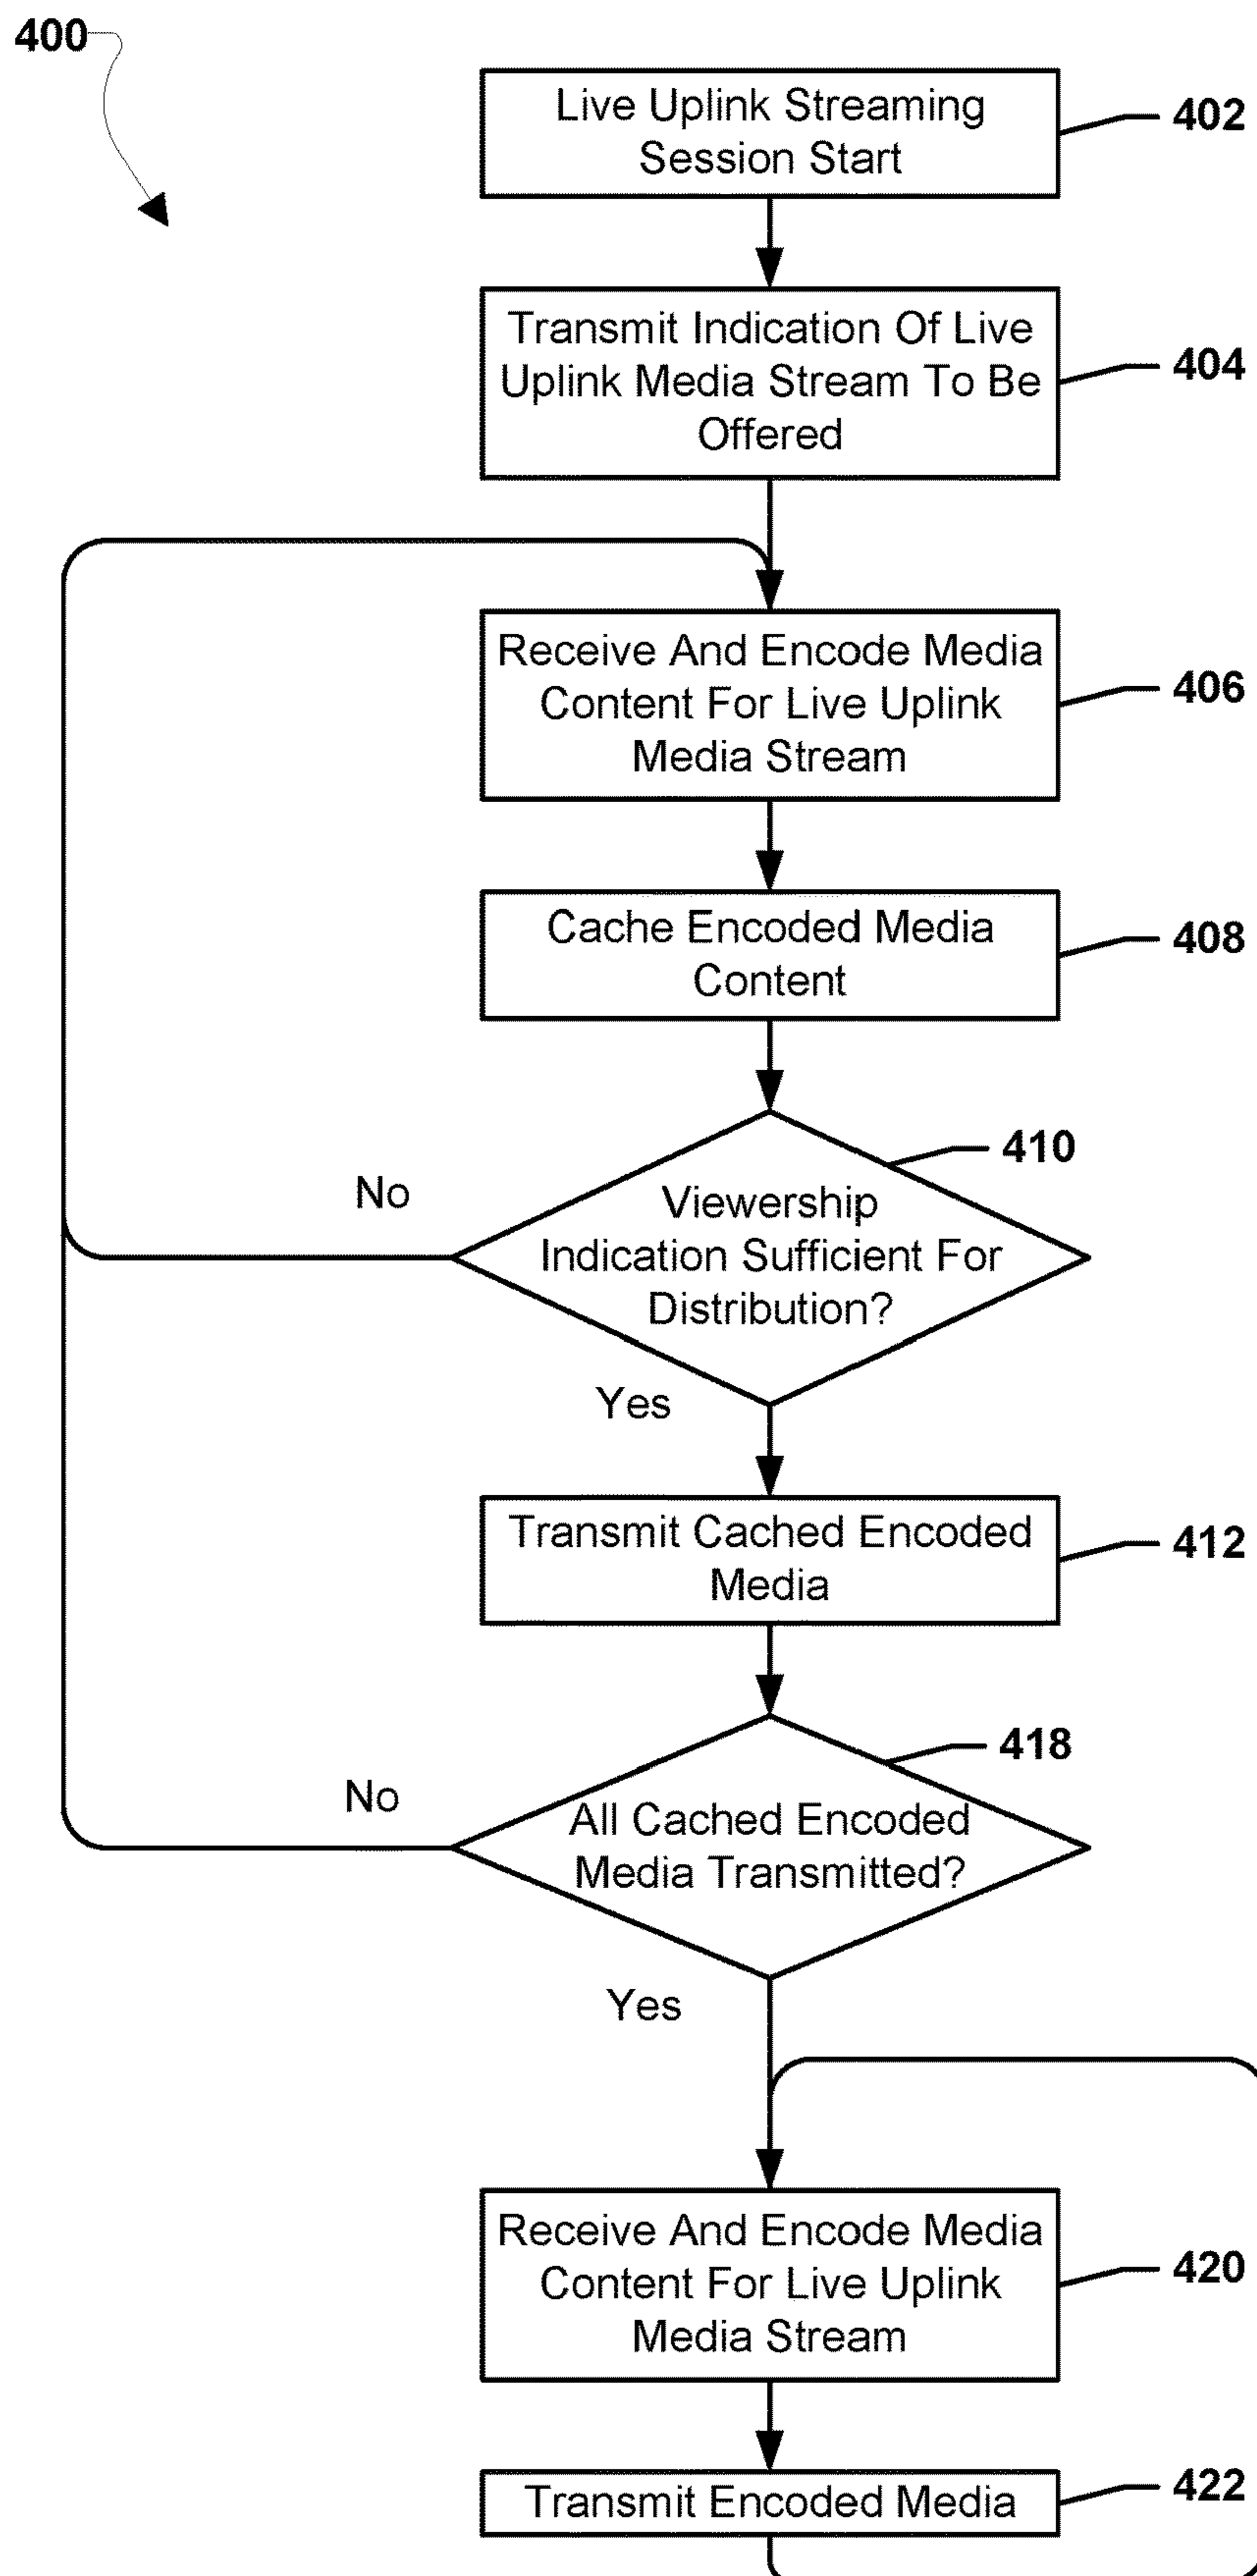 400
Live Uplink Streaming
Session Start
402
Transmit Indication Of Live
Uplink Media Stream To Be
Offered
404
Receive And Encode Media
Content For Live Uplink
Media Stream
406
Cache Encoded Media
Content
408
410
No
Viewership
Indication Sufficient For
Distribution?
Yes
Transmit Cached Encoded
Media
412
418
No
All Cached Encoded
Media Transmitted?
Yes
Receive And Encode Media
Content For Live Uplink
Media Stream
420
Transmit Encoded Media
422